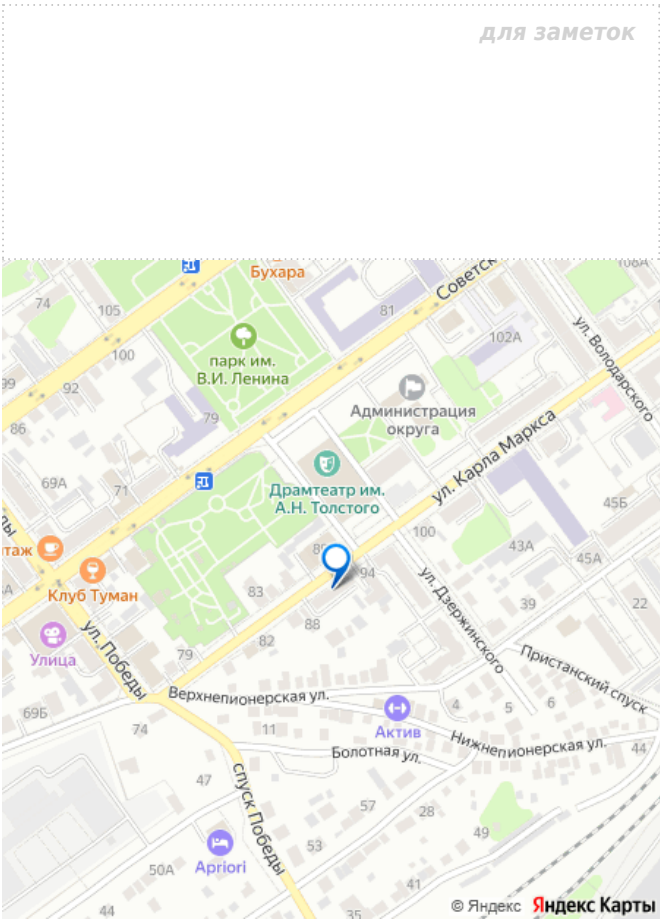 для заметок
Бухара
108А
Советск
74
105
81
ул. Володарского
100
102А
парк им.
В.И. Ленина
99
92
79
Администрация
округа
86
ул. Карла Маркса
69А
71
Драмтеатр им.
А.Н. Толстого
45Б
100
43А
45А
таж
94
83
Клуб Туман
ул. Дзержинского
39
22
88
82
ул. Победы
Улица
79
Пристанский спуск
Верхнепионерская ул.
69Б
74
11
Актив
4
5
6
Нижнепионерская ул.
44
Болотная ул.
47
спуск Победы
57
28
49
53
50А
Apriori
41
44
35
© Яндекс Яндекс Карты